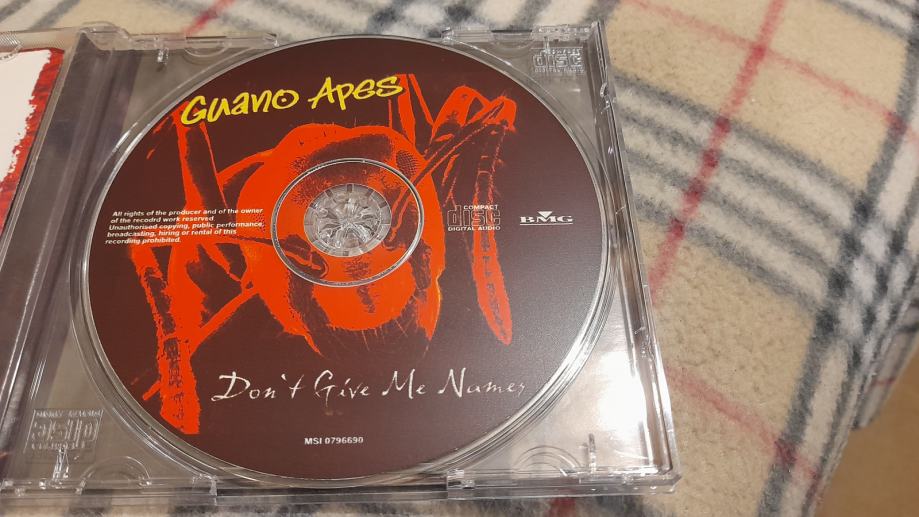 Guano Apes
All rights of the producer and of the owner
of the recodrd work reserved
Unauthorised copying, public performance,
broadcasting, hiring or rental of this
recording prohibited.
COMPACT
disc
DIGITAL AUDIO
BMG
Don't Give Me Names
MSI 0796690
disc